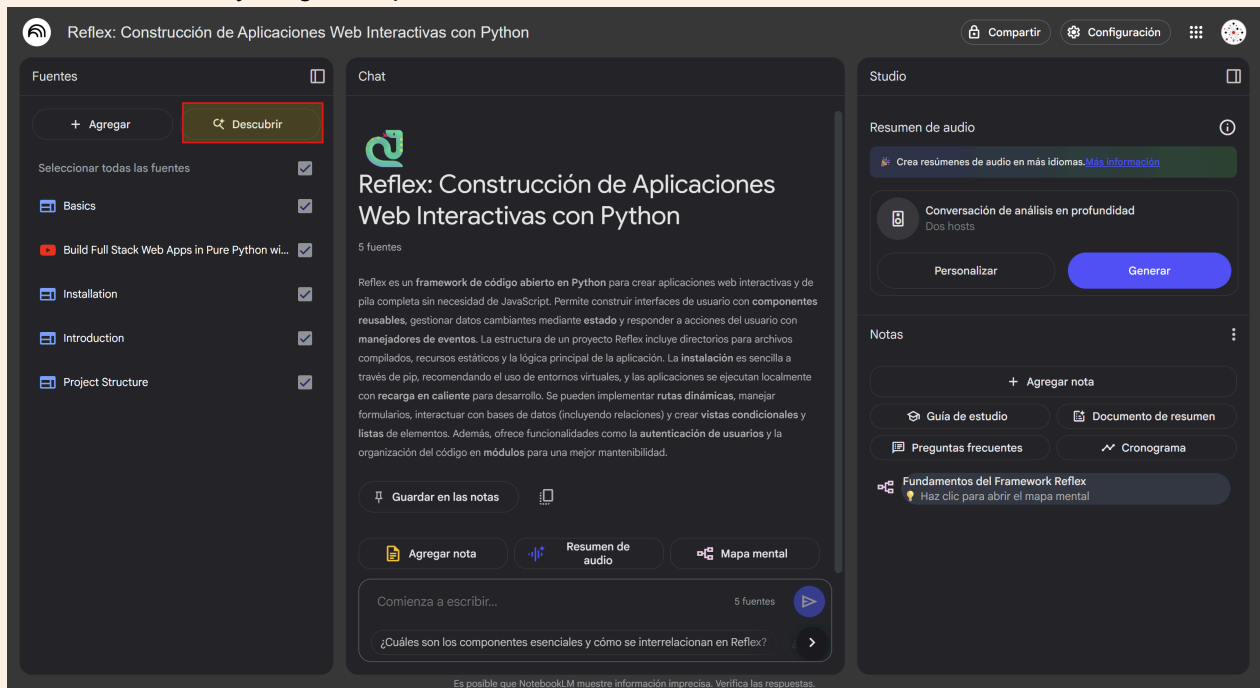 Reflex: Construcción de Aplicaciones Web Interactivas con Python
Compartir
Configuración
Fuentes
+ Agregar
Descubrir
Seleccionar todas las fuentes
Basics
Build Full Stack Web Apps in Pure Python wi...
Installation
Introduction
Project Structure
Chat
Reflex: Construcción de Aplicaciones
Web Interactivas con Python
5 fuentes
Reflex es un framework de código abierto en Python para crear aplicaciones web interactivas y de
pila completa sin necesidad de JavaScript. Permite construir interfaces de usuario con componentes
reusables, gestionar datos cambiantes mediante estado y responder a acciones del usuario con
manejadores de eventos. La estructura de un proyecto Reflex incluye directorios para archivos
compilados, recursos estáticos y la lógica principal de la aplicación. La instalación es sencilla a
través de pip, recomendando el uso de entornos virtuales, y las aplicaciones se ejecutan localmente
con recarga en caliente para desarrollo. Se pueden implementar rutas dinámicas, manejar
formularios, interactuar con bases de datos (incluyendo relaciones) y crear vistas condicionales y
listas de elementos. Además, ofrece funcionalidades como la autenticación de usuarios y la
organización del código en módulos para una mejor mantenibilidad.
Guardar en las notas
Agregar nota
Resumen de
audio
Mapa mental
Comienza a escribir...
5 fuentes
¿Cuáles son los componentes esenciales y cómo se interrelacionan en Reflex?
Es posible que NotebookLM muestre información imprecisa. Verifica las respuestas.
Studio
Resumen de audio
Crea resúmenes de audio en más idiomas.Más información
Conversación de análisis en profundidad
Dos hosts
Personalizar
Generar
Notas
+ Agregar nota
Guía de estudio
Documento de resumen
Preguntas frecuentes
Cronograma
Fundamentos del Framework Reflex
Haz clic para abrir el mapa mental